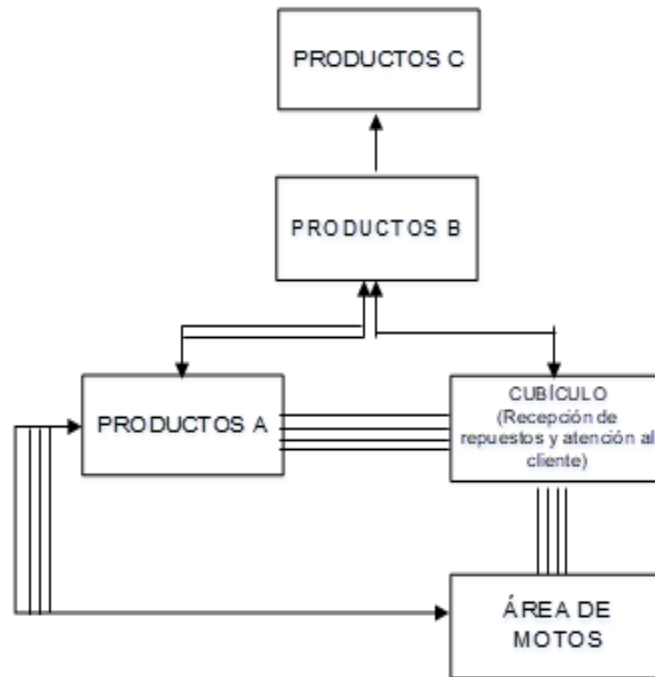 PRODUCTOS C
PRODUCTOS B
PRODUCTOS A
CUBÍCULO
(Recepción de
repuestos y atención al
cliente)
ÁREA DE
MOTOS